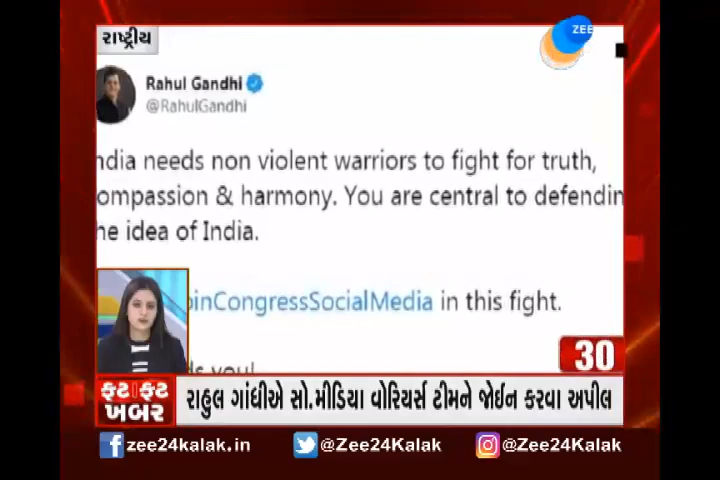 રાષ્ટ્રીય
ZEE
Rahul Gandhi
@RahulGandhi
ndia needs non violent warriors to fight for truth,
ompassion & harmony. You are central to defendin
he idea of India.
oinCongressSocialMedia in this fight.
ds you!
30
ફટાફટ
ખબર
રાહુલ ગાંધીએ સો.મીડિયા વોરિયર્સ ટીમને જોઈન કરવા અપીલ
zee24kalak.in
@Zee24Kalak
@Zee24Kalak